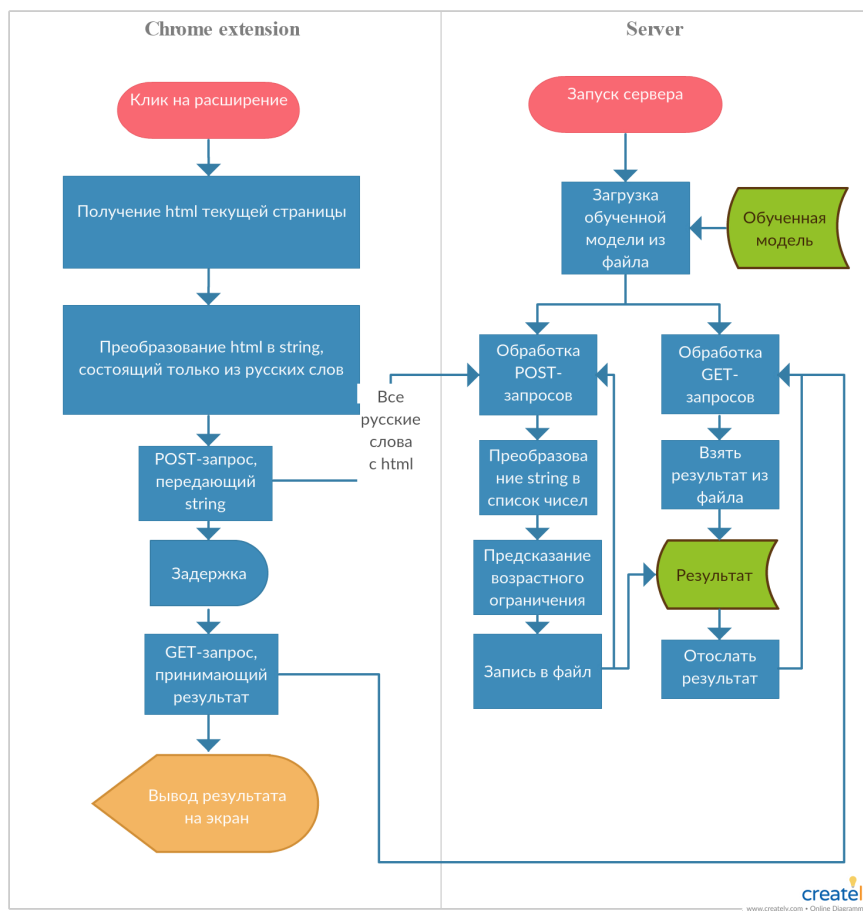 Chrome extension
Клик на расширение
Получение html текущей страницы
Преобразование html в string,
состоящий только из русских слов
POST-запрос,
передающий
string
Все
русские
слова
с html
Задержка
GET-запрос,
принимающий
результат
Вывод результата
на экран
Server
Запуск сервера
Загрузка
обученной
модели из
файла
Обученная
модель
Обработка
POST-
запросов
Преобразова
ние string в
список чисел
Предсказание
возрастного
ограничения
Запись в файл
Обработка
GET-
запросов
Взять
результат из
файла
Результат
Отослать
результат
createl
www.creately.com • Online Diagramm